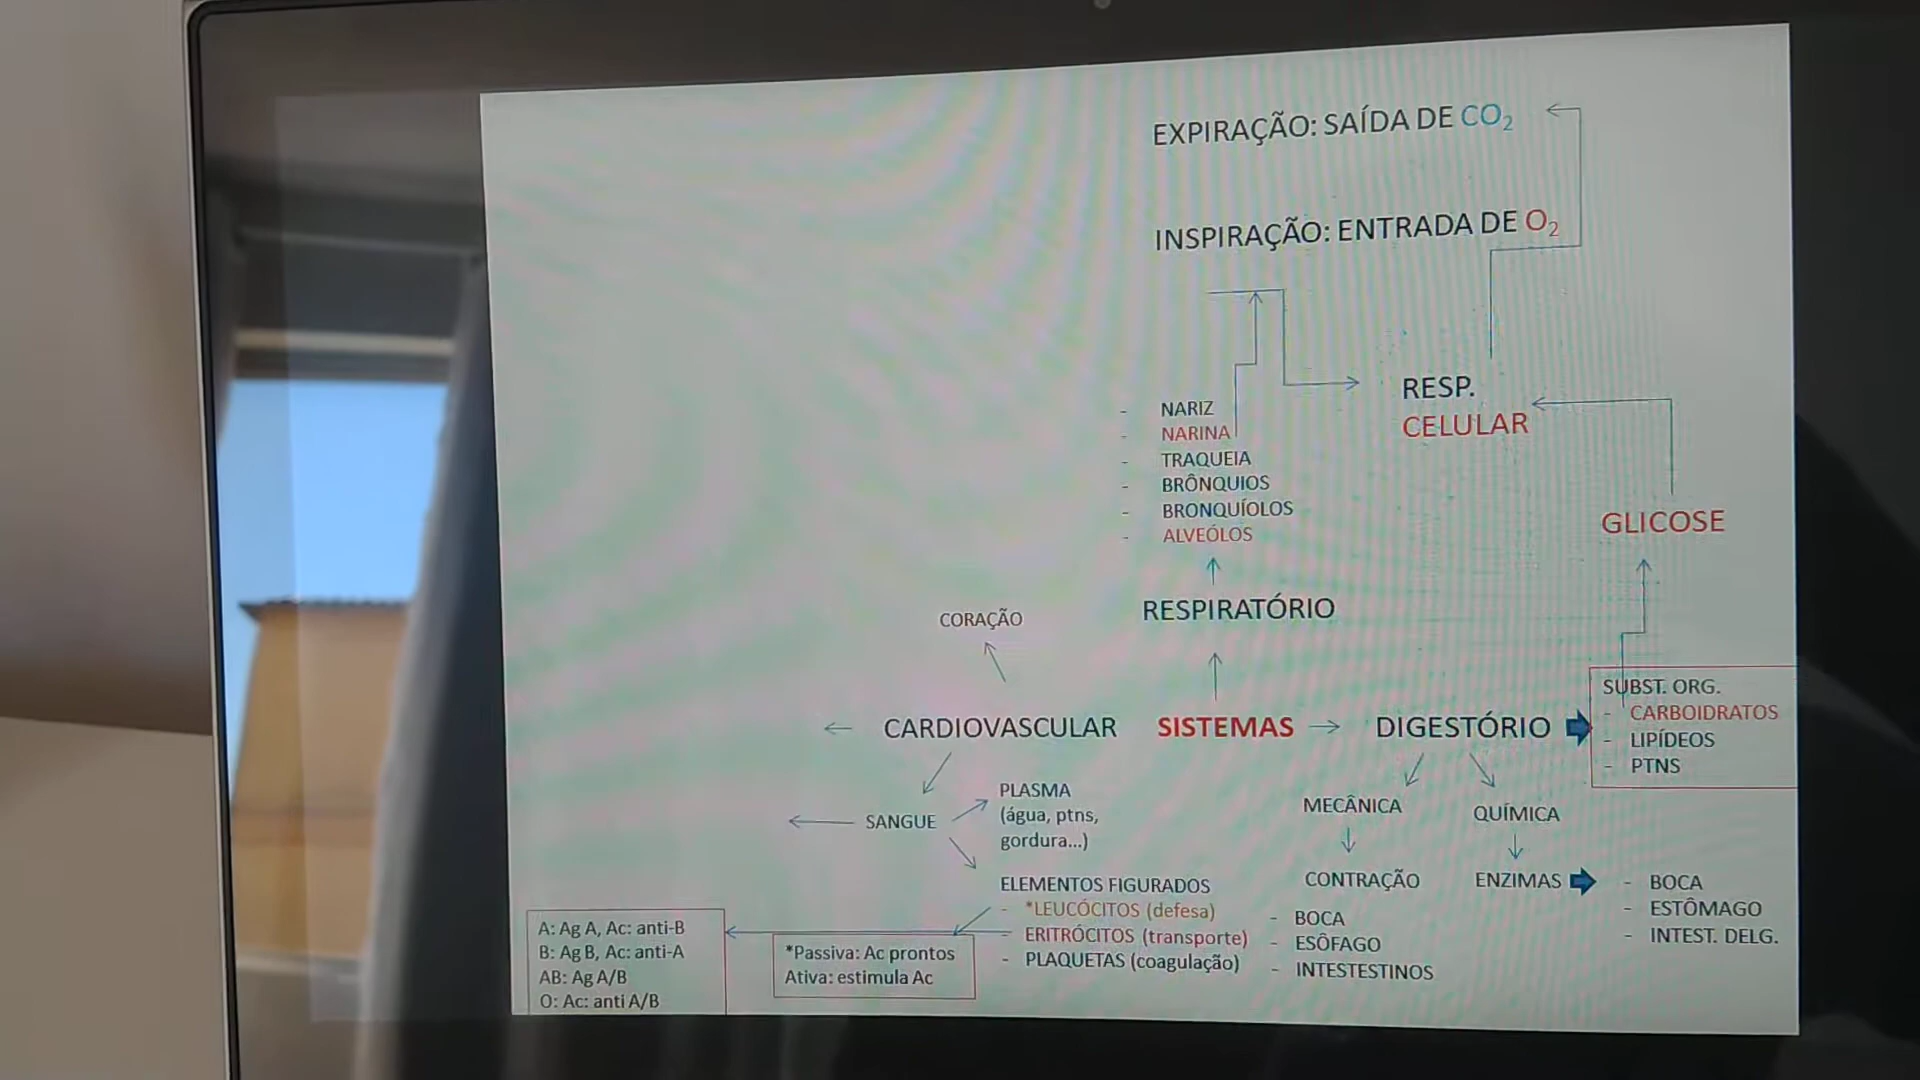 EXPIRAÇÃO: SAÍDA DE CO₂
INSPIRAÇÃO: ENTRADA DE O₂
RESP.
CELULAR
- NARIZ
- NARINA
- TRAQUEIA
- BRÔNQUIOS
- BRONQUÍOLOS
- ALVEÓLOS
GLICOSE
RESPIRATÓRIO
CORAÇÃO
CARDIOVASCULAR
SISTEMAS
DIGESTÓRIO
SUBST. ORG.
- CARBOIDRATOS
- LIPÍDEOS
- PTNS
SANGUE
PLASMA
(água, ptns,
gordura...)
MECÂNICA
QUÍMICA
CONTRAÇÃO
ENZIMAS
- BOCA
- ESTÔMAGO
- INTEST. DELG.
- BOCA
- ESÔFAGO
- INTESTESTINOS
ELEMENTOS FIGURADOS
- *LEUCÓCITOS (defesa)
- ERITRÓCITOS (transporte)
- PLAQUETAS (coagulação)
*Passiva: Ac prontos
Ativa: estimula Ac
A: Ag A, Ac: anti-B
B: Ag B, Ac: anti-A
AB: Ag A/B
O: Ac: anti A/B